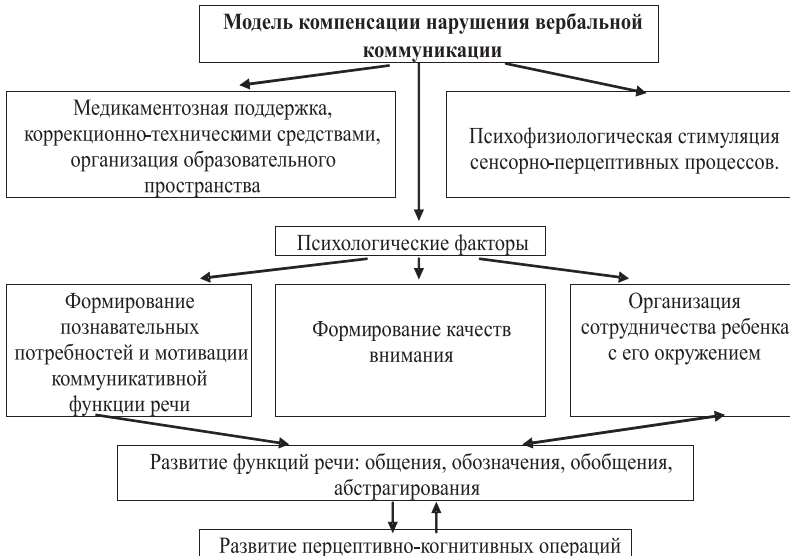 Модель компенсации нарушения вербальной
коммуникации
Медикаментозная поддержка,
коррекционно-техническими средствами,
организация образовательного
пространства
Психофизиологическая стимуляция
сенсорно-перцептивных процессов.
Психологические факторы
Формирование
познавательных
потребностей и мотивации
коммуникативной
функции речи
Формирование качеств
внимания
Организация
сотрудничества ребенка
с его окружением
Развитие функций речи: общения, обозначения, обобщения,
абстрагирования
Развитие перцептивно-когнитивных операций